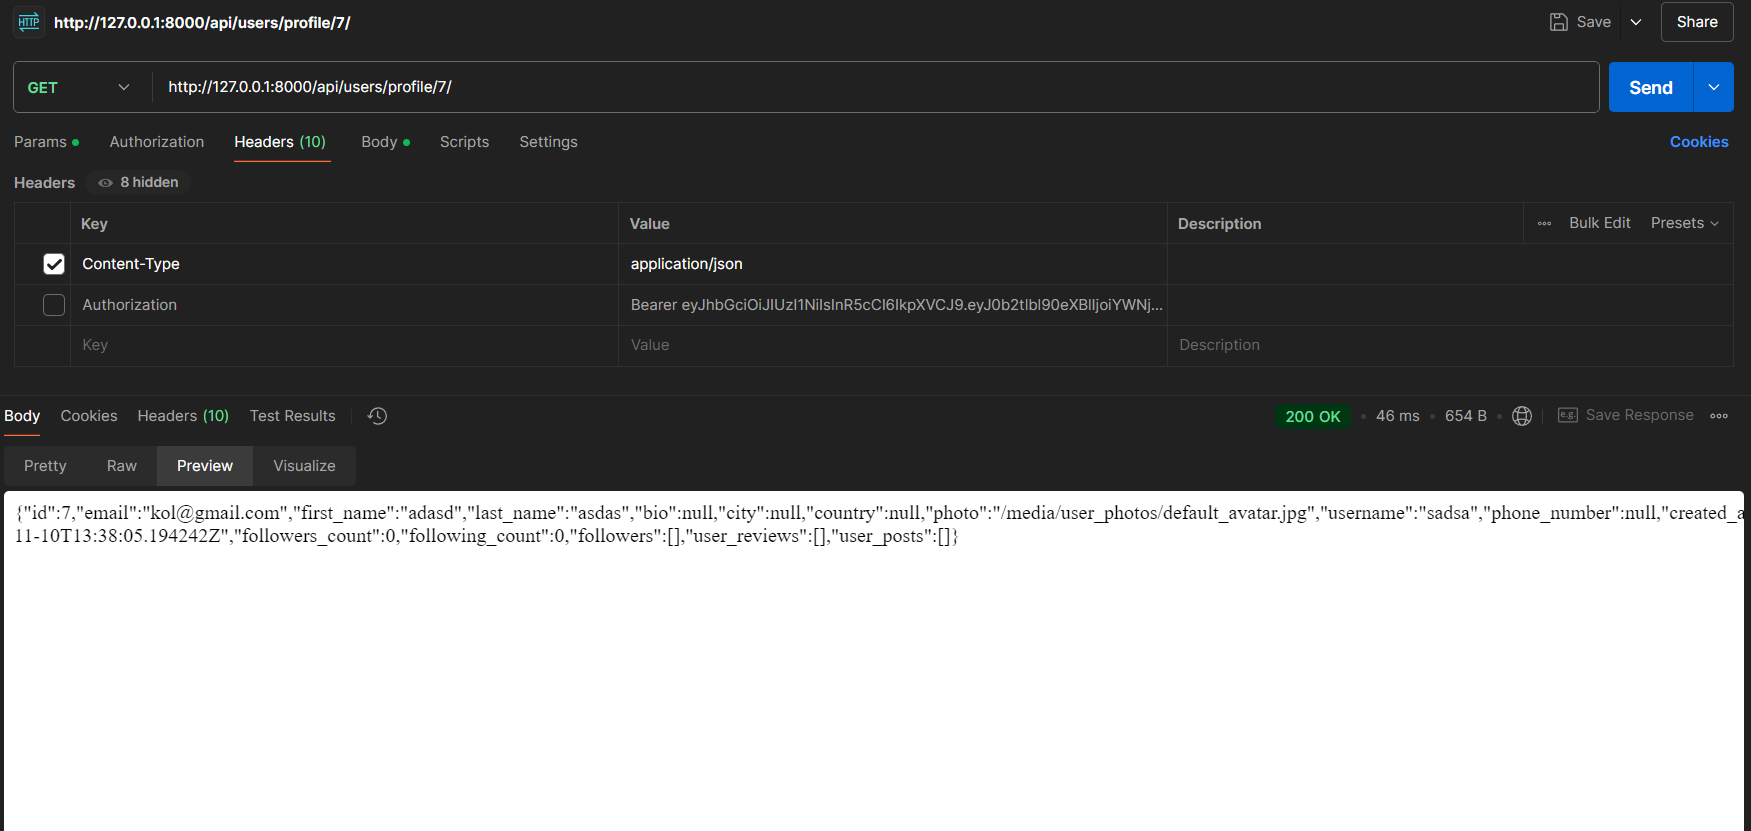 HTTP http://127.0.0.1:8000/api/users/profile/7/ Save Share
GET http://127.0.0.1:8000/api/users/profile/7/ Send
Params Authorization Headers (10) Body Scripts Settings Cookies
Headers 8 hidden
Key Value Description Bulk Edit Presets
Content-Type application/json
Authorization Bearer eyJhbGciOiJIUzI1NiIsInR5cCI6IkpXVCJ9.eyJ0b2tlbl90eXBlIjoiYWNj...
Key Value Description
Body Cookies Headers (10) Test Results 200 OK 46 ms 654 B e.g. Save Response
Pretty Raw Preview Visualize
{"id":7,"email":"kol@gmail.com","first_name":"adasd","last_name":"asdas","bio":null,"city":null,"country":null,"photo":"/media/user_photos/default_avatar.jpg","username":"sadsa","phone_number":null,"created_a
11-10T13:38:05.194242Z","followers_count":0,"following_count":0,"followers":[],"user_reviews":[],"user_posts":[]}